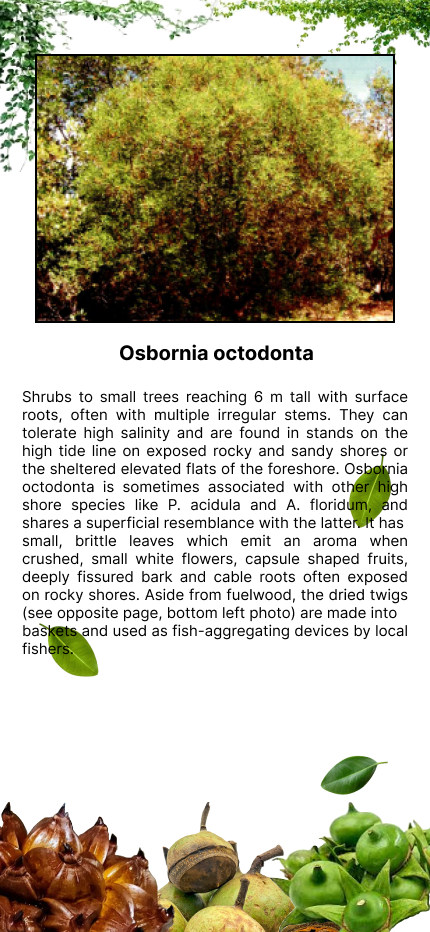 Osbornia octodonta
Shrubs to small trees reaching 6 m tall with surface
roots, often with multiple irregular stems. They can
tolerate high salinity and are found in stands on the
high tide line on exposed rocky and sandy shores or
the sheltered elevated flats of the foreshore. Osbornia
octodonta is sometimes associated with other high
shore species like P. acidula and A. floridum, and
shares a superficial resemblance with the latter. It has
small, brittle leaves which emit an aroma when
crushed, small white flowers, capsule shaped fruits,
deeply fissured bark and cable roots often exposed
on rocky shores. Aside from fuelwood, the dried twigs
(see opposite page, bottom left photo) are made into
baskets and used as fish-aggregating devices by local
fishers.